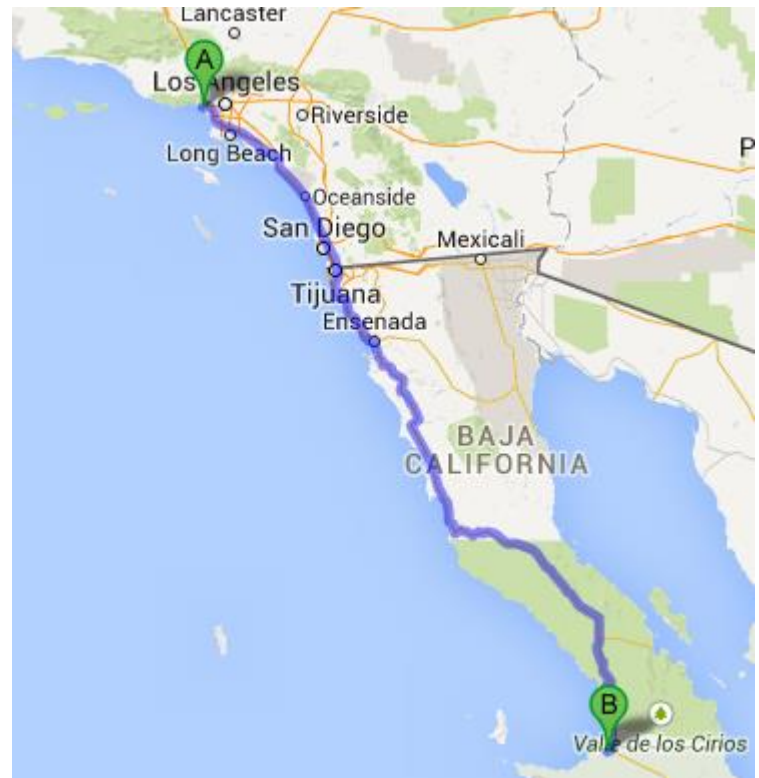 Lancaster
A
Los Angeles
Riverside
Long Beach
P
Oceanside
San Diego
Mexicali
Tijuana
Ensenada
BAJA
CALIFORNIA
B
Valle de los Cirios